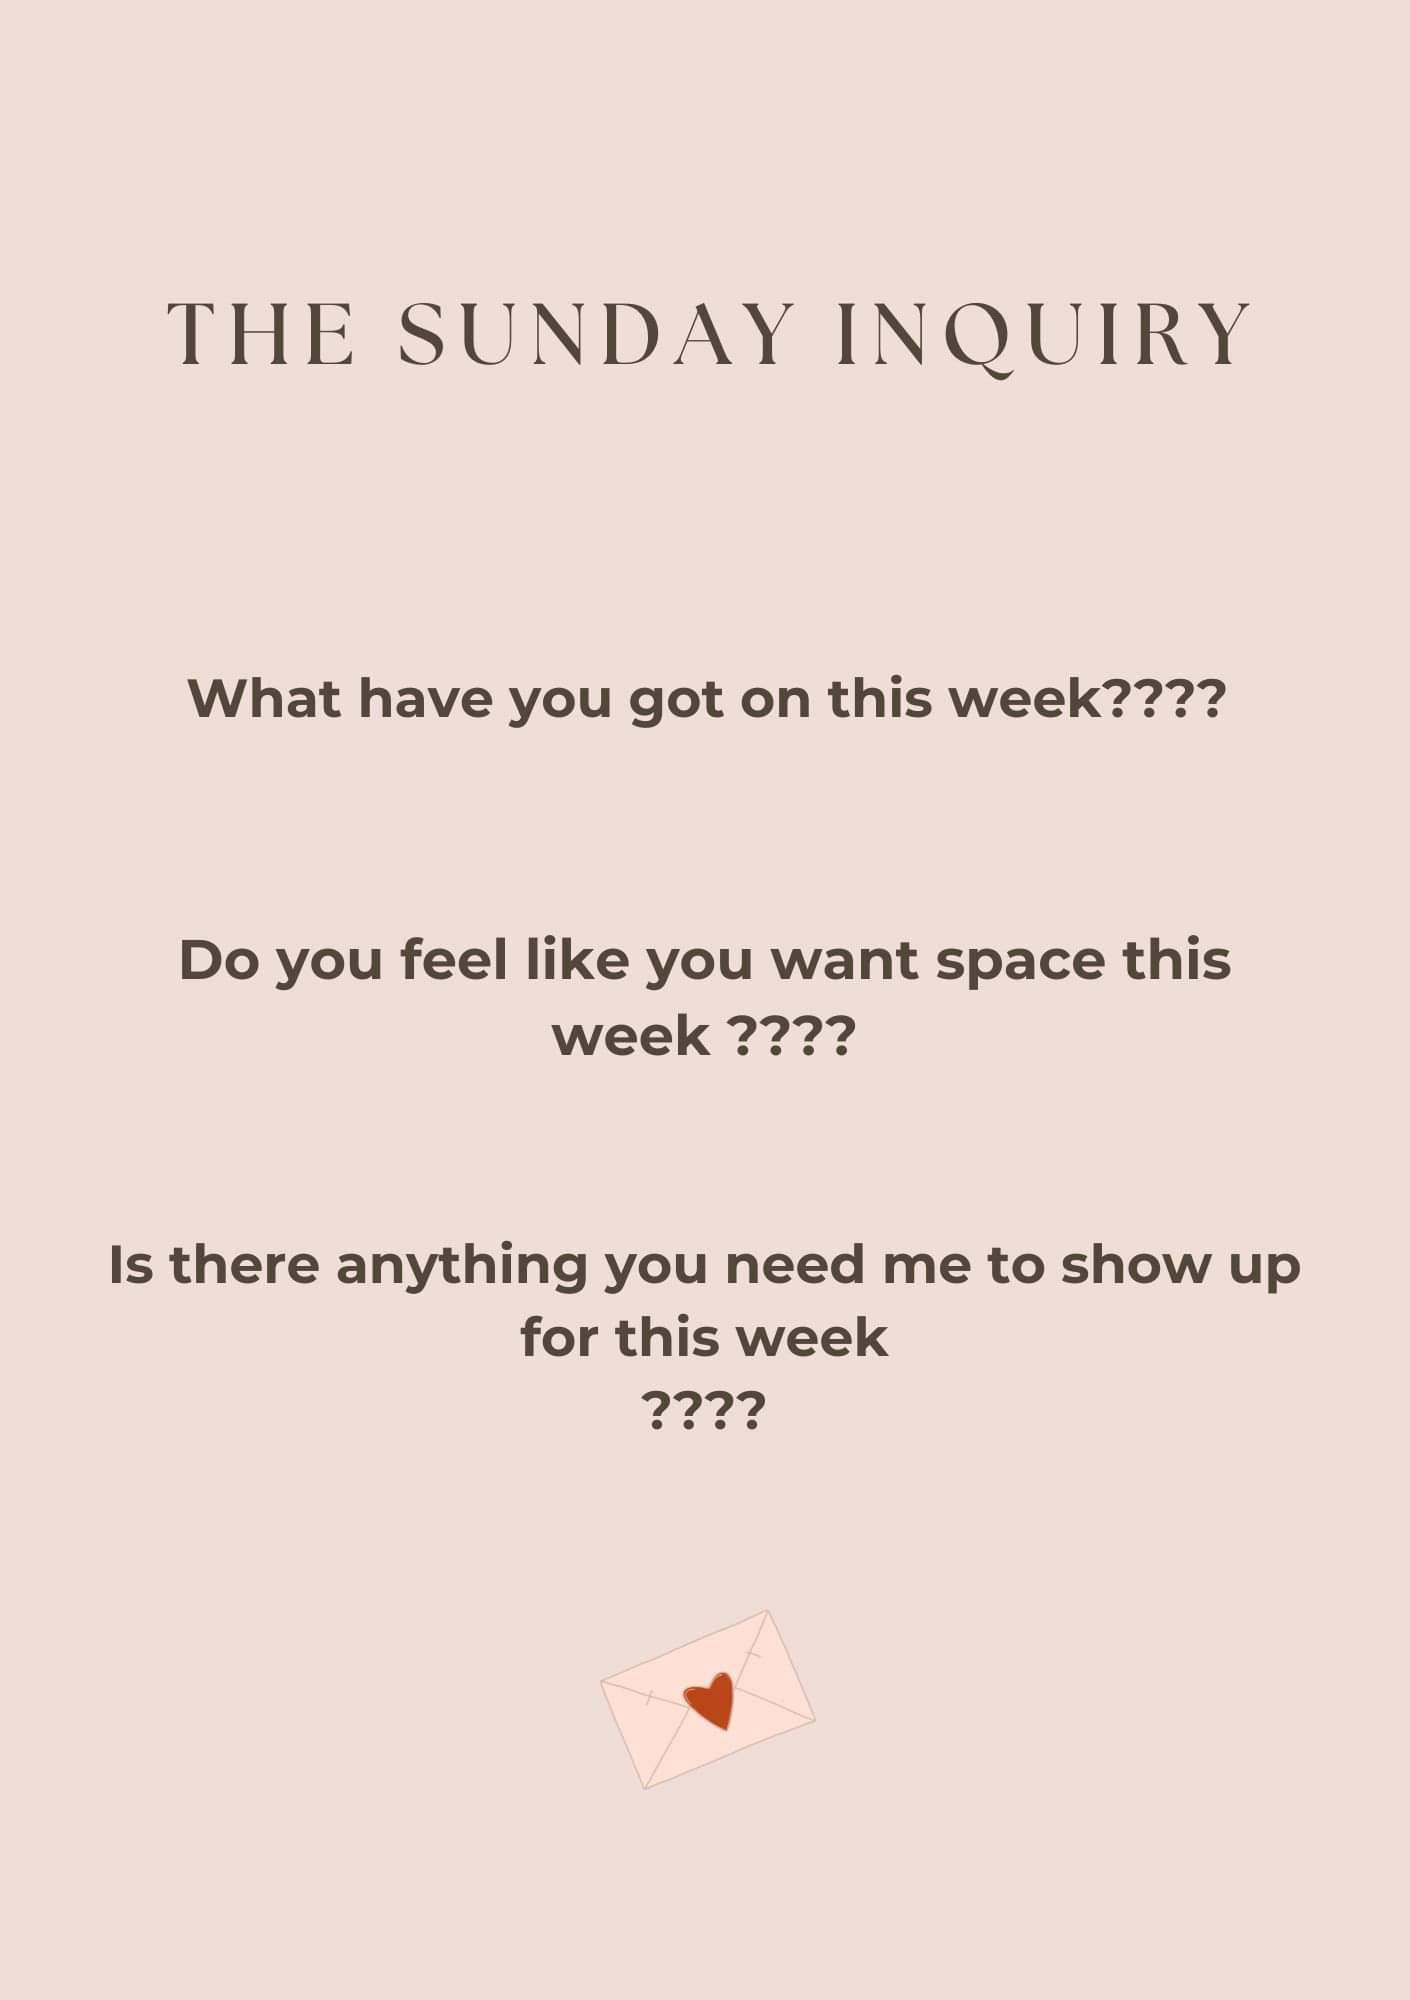 THE SUNDAY INQUIRY
What have you got on this week????
Do you feel like you want space this
week ????
Is there anything you need me to show up
for this week
????